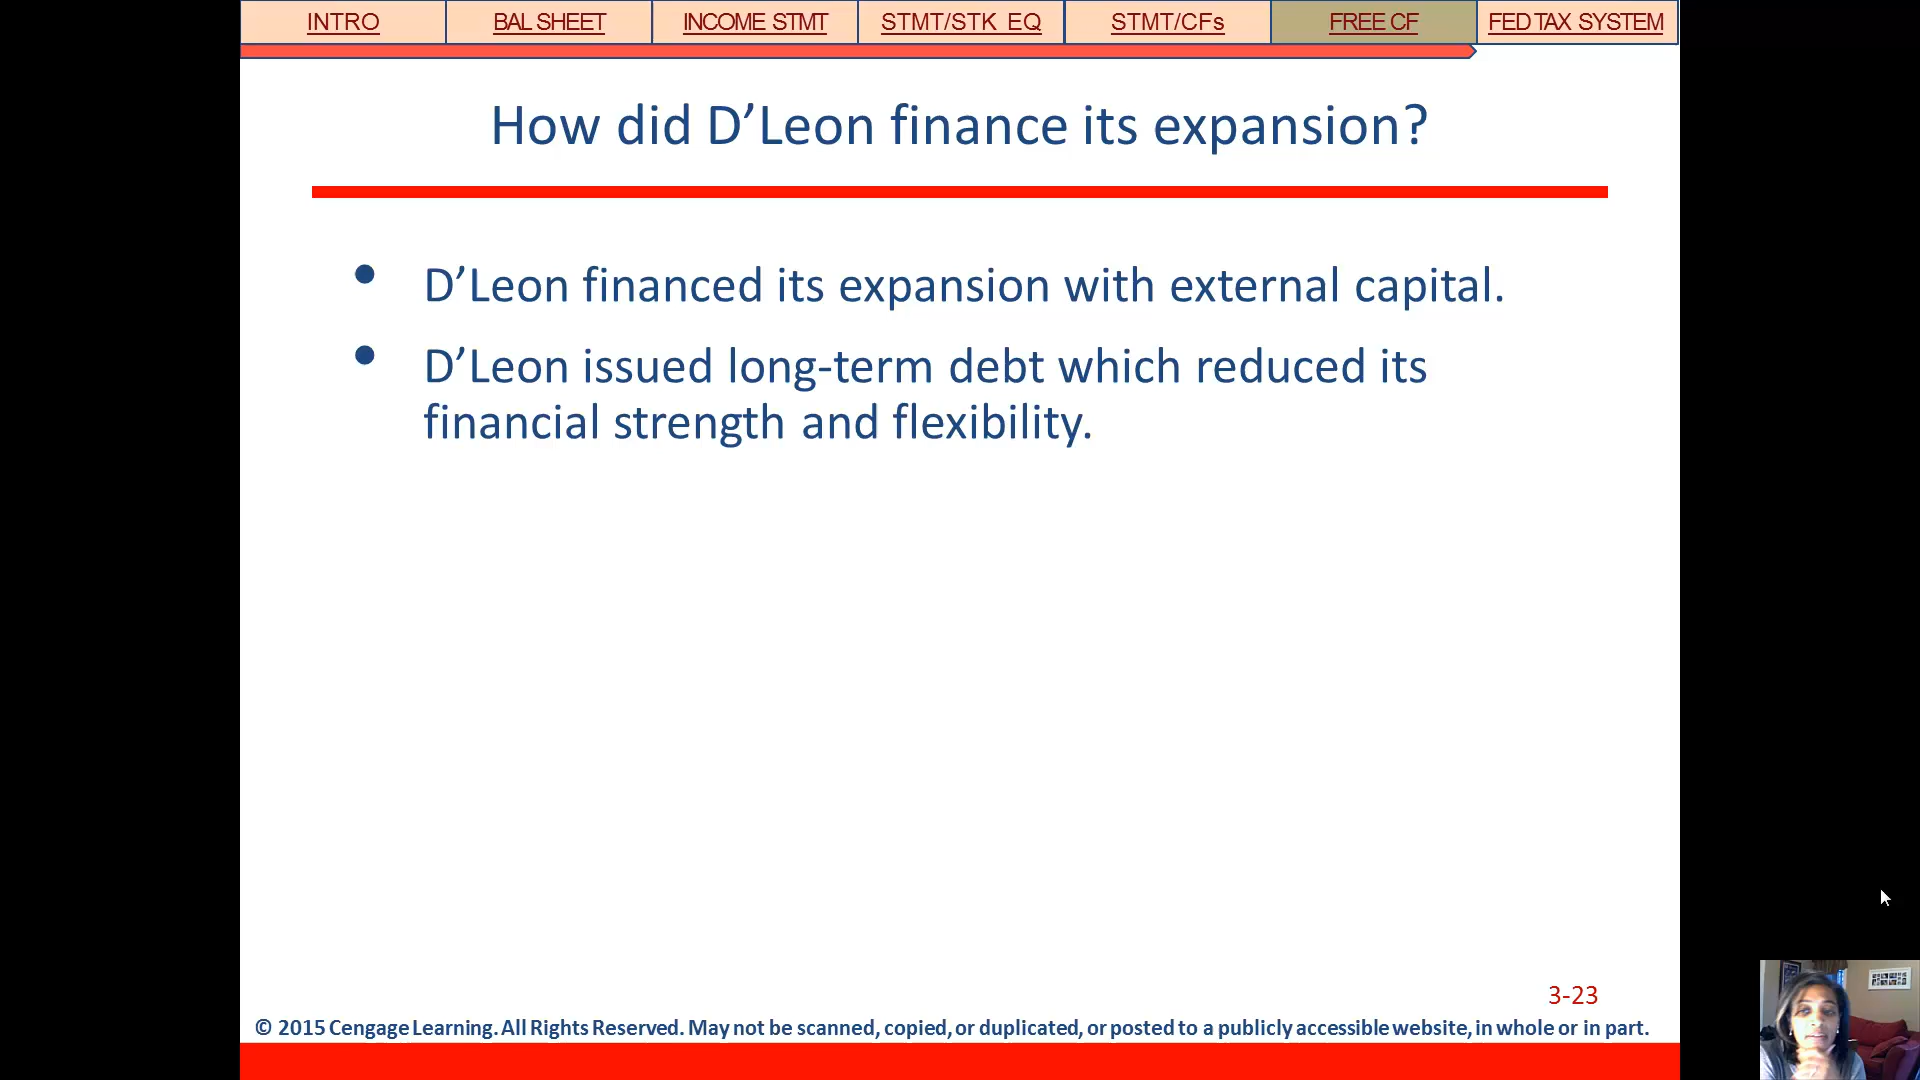 INTRO
BAL SHEET
INCOME STMT
STMT/STK EQ
STMT/CFs
FREE CF
FED TAX SYSTEM
How did D’Leon finance its expansion?
• D’Leon financed its expansion with external capital.
• D’Leon issued long-term debt which reduced its
financial strength and flexibility.
3-23
© 2015 Cengage Learning. All Rights Reserved. May not be scanned, copied, or duplicated, or posted to a publicly accessible website, in whole or in part.